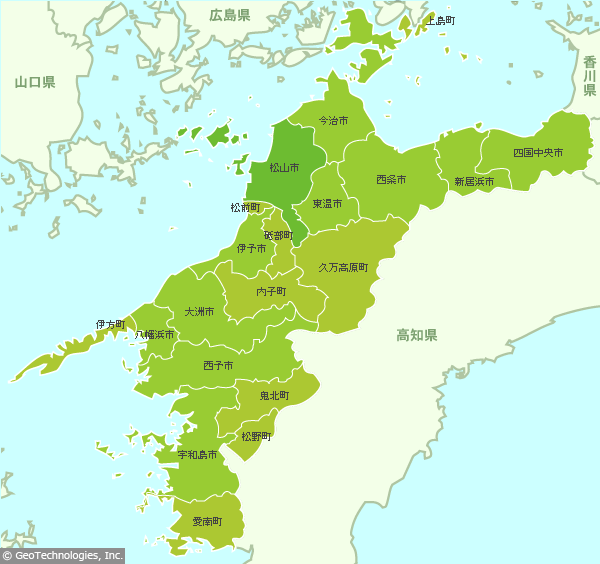 広島県
上島町
香川県
山口県
今治市
四国中央市
松山市
西条市
新居浜市
東温市
松前町
砥部町
伊予市
久万高原町
内子町
大洲市
伊方町
八幡浜市
高知県
西予市
鬼北町
松野町
宇和島市
愛南町
© GeoTechnologies, Inc.